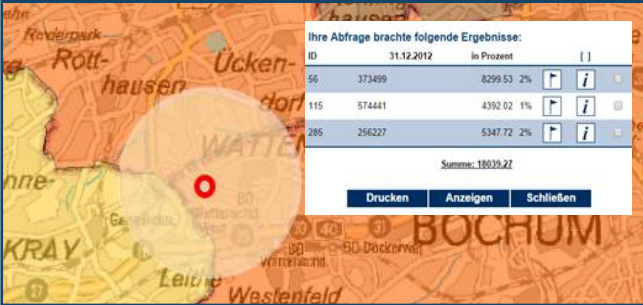 Revierpark
Rott-
hausen
Ücken-
dorf
hausen
WATTEN
KRAY
Leithe
Westenfeld
BOCHUM
Ihre Abfrage brachte folgende Ergebnisse:
ID 31.12.2012 in Prozent [ ]
56 373499 8299.53 2% i
115 574441 4392.02 1% i
285 256227 5347.72 2% i
Summe: 18039.27
Drucken Anzeigen Schließen